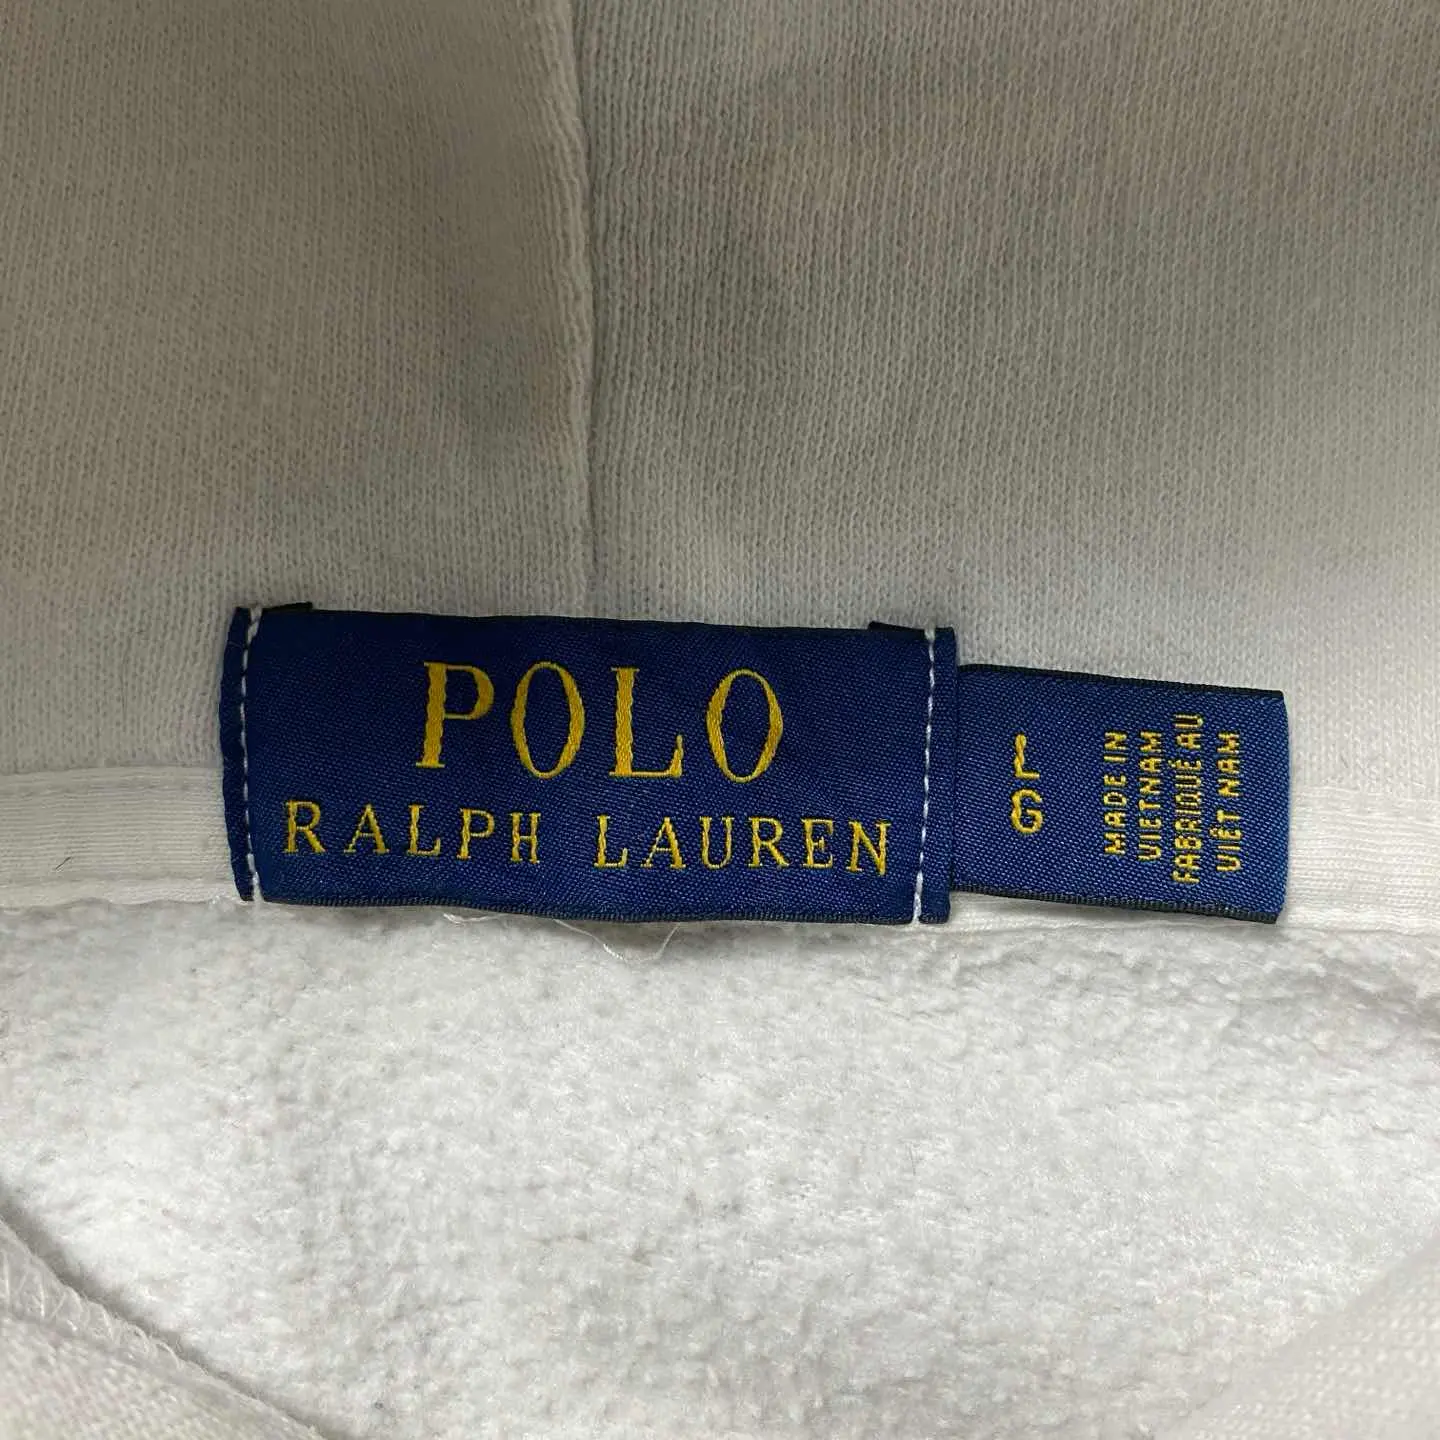 POLO
RALPH LAUREN
L
G
MADE IN
VIETNAM
FABRIQUÉ AU
VIÊT NAM